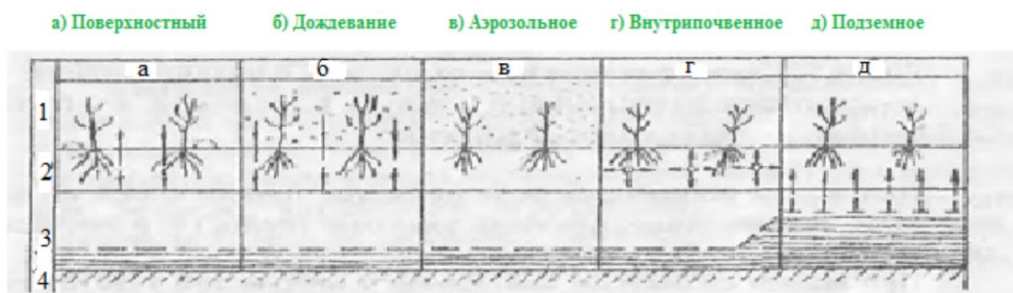 а) Поверхностный б) Дождевание в) Аэрозольное г) Внутрипочвенное д) Подземное
а б в г д
1
2
3
4